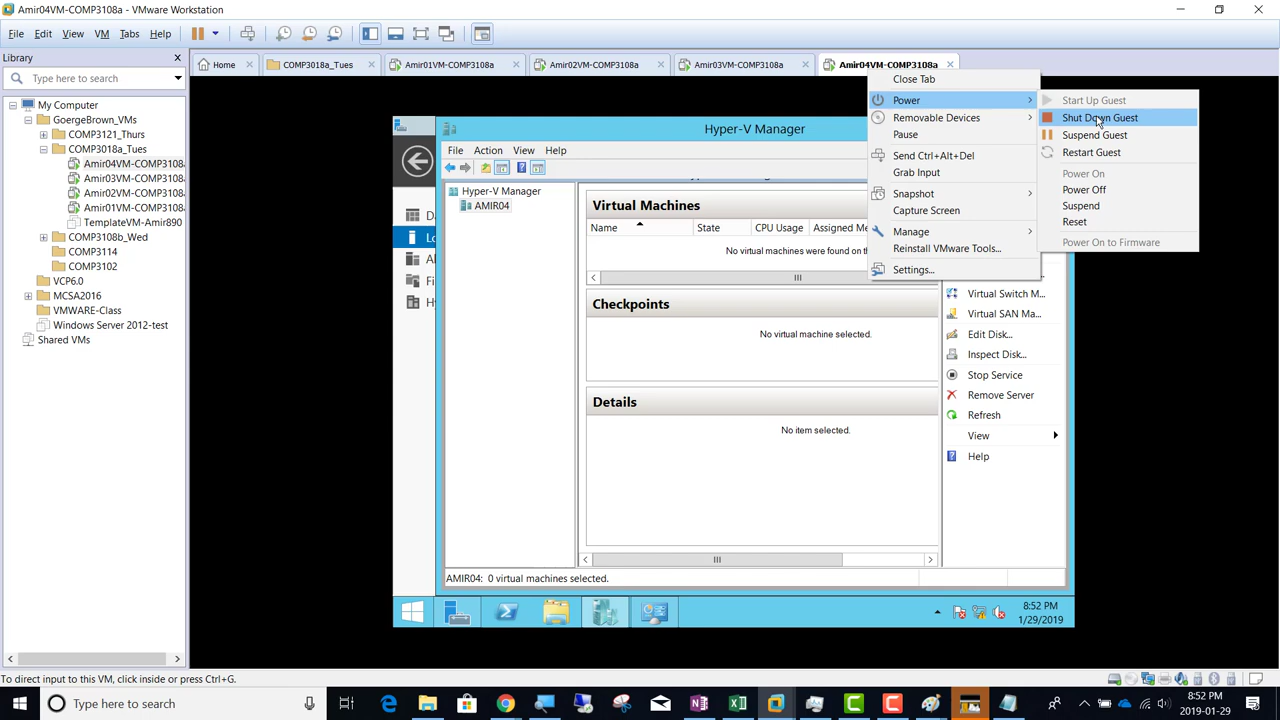 Amir04VM-COMP3108a - VMware Workstation
File Edit View VM Tabs Help
Library
Type here to search
My Computer
GoergeBrown_VMs
COMP3121_Thurs
COMP3018a_Tues
Amir04VM-COMP3108
Amir03VM-COMP3108
Amir02VM-COMP3108
Amir01VM-COMP3108
TemplateVM-Amir890
COMP3108b_Wed
COMP3114
COMP3102
VCP6.0
MCSA2016
VMWARE-Class
Windows Server 2012-test
Shared VMs
Home
COMP3018a_Tues
Amir01VM-COMP3108a
Amir02VM-COMP3108a
Amir03VM-COMP3108a
Amir04VM-COMP3108a
Hyper-V Manager
File Action View Help
Hyper-V Manager
AMIR04
Virtual Machines
Name State CPU Usage Assigned Me
No virtual machines were found on th
Checkpoints
No virtual machine selected.
Details
No item selected.
AMIR04: 0 virtual machines selected.
Close Tab
Power
Removable Devices
Pause
Send Ctrl+Alt+Del
Grab Input
Snapshot
Capture Screen
Manage
Reinstall VMware Tools...
Settings...
Start Up Guest
Shut Down Guest
Suspend Guest
Restart Guest
Power On
Power Off
Suspend
Reset
Power On to Firmware
Virtual Switch M...
Virtual SAN Ma...
Edit Disk...
Inspect Disk...
Stop Service
Remove Server
Refresh
View
Help
8:52 PM
1/29/2019
To direct input to this VM, click inside or press Ctrl+G.
Type here to search
8:52 PM
2019-01-29